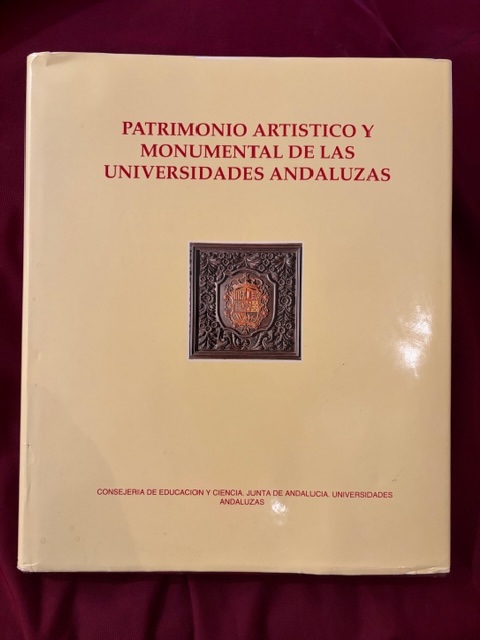 PATRIMONIO ARTISTICO Y
MONUMENTAL DE LAS
UNIVERSIDADES ANDALUZAS
CONSEJERIA DE EDUCACION Y CIENCIA. JUNTA DE ANDALUCIA. UNIVERSIDADES
ANDALUZAS